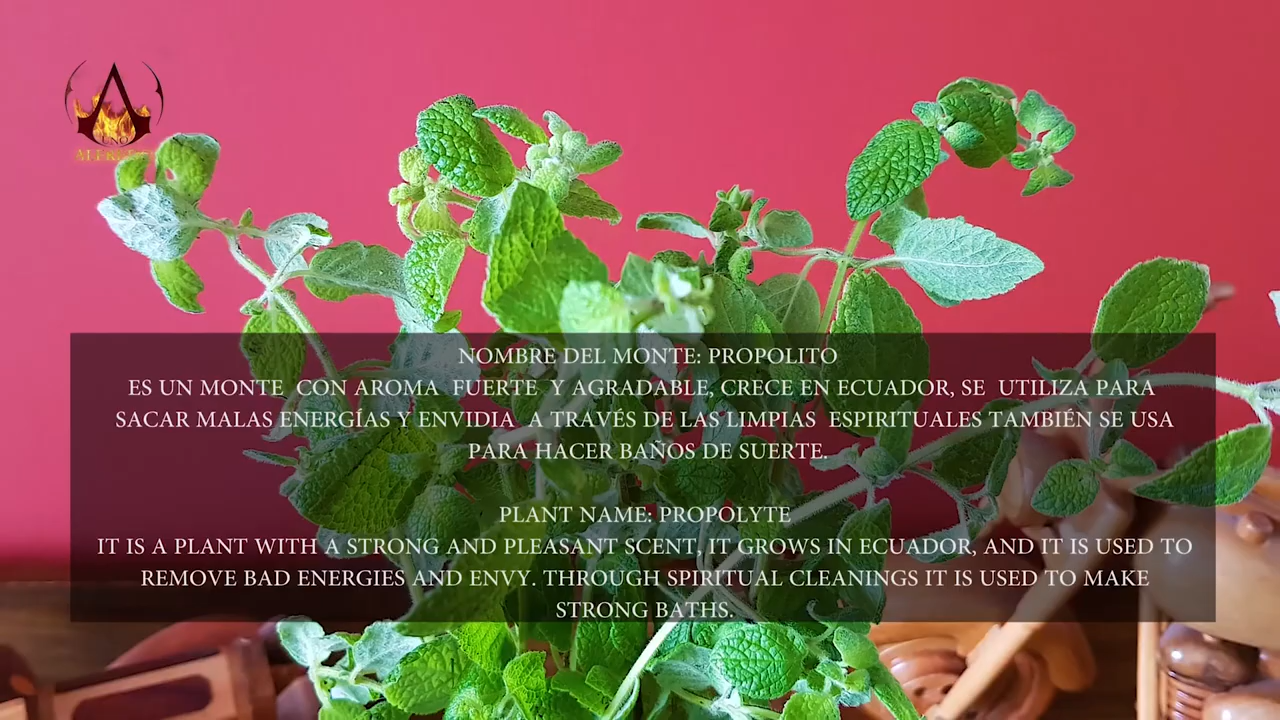 UNO
NOMBRE DEL MONTE: PROPOLITO
ES UN MONTE CON AROMA FUERTE Y AGRADABLE, CRECE EN ECUADOR, SE UTILIZA PARA
SACAR MALAS ENERGÍAS Y ENVIDIA A TRAVÉS DE LAS LIMPIAS ESPIRITUALES TAMBIÉN SE USA
PARA HACER BAÑOS DE SUERTE.
PLANT NAME: PROPOLYTE
IT IS A PLANT WITH A STRONG AND PLEASANT SCENT, IT GROWS IN ECUADOR, AND IT IS USED TO
REMOVE BAD ENERGIES AND ENVY. THROUGH SPIRITUAL CLEANINGS IT IS USED TO MAKE
STRONG BATHS.